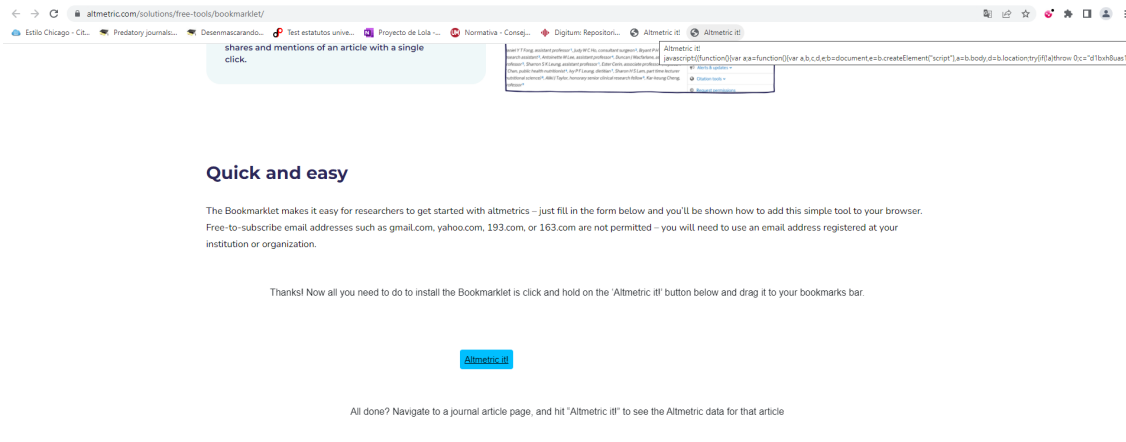 altmetric.com/solutions/free-tools/bookmarklet/
Estilo Chicago - Cit... Predatory journals:... Desenmascarando... Test estatutos unive... Proyecto de Lola -... Normativa - Consej... Digitum: Repositori... Altmetric it! Altmetric it!
Altmetric it!
javascript:((function(){var a;a=function(){var a,b,c,d,e;b=document,e=b.createElement("script"),a=b.body,d=b.location;try{if(!a)throw 0;c="d1bxh8uas1
shares and mentions of an article with a single
click.
Alerts & updates
Citation tools
Request permissions
Quick and easy
The Bookmarklet makes it easy for researchers to get started with altmetrics – just fill in the form below and you'll be shown how to add this simple tool to your browser.
Free-to-subscribe email addresses such as gmail.com, yahoo.com, 193.com, or 163.com are not permitted – you will need to use an email address registered at your
institution or organization.
Thanks! Now all you need to do to install the Bookmarklet is click and hold on the 'Altmetric it!' button below and drag it to your bookmarks bar.
Altmetric it!
All done? Navigate to a journal article page, and hit "Altmetric it!" to see the Altmetric data for that article